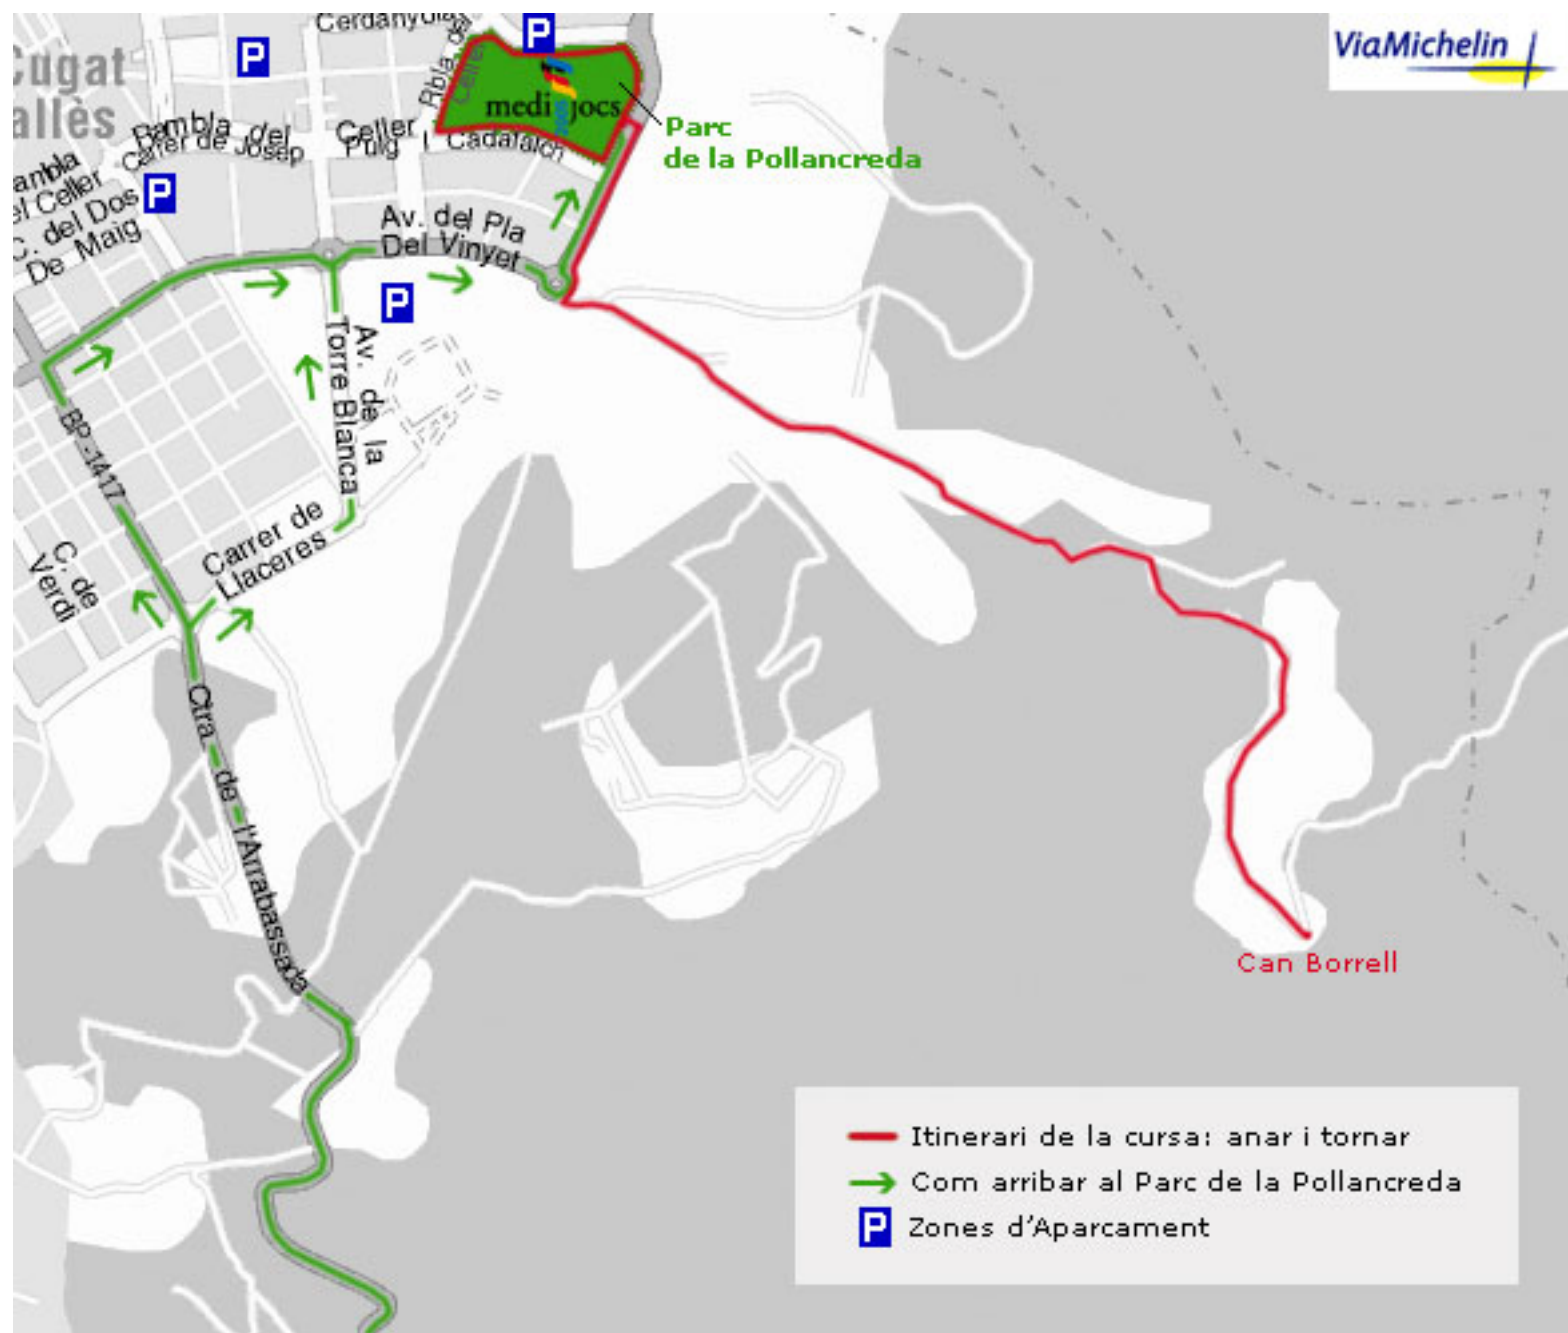 Cerdanyola
P
P
ViaMichelin
Cugat
allès
Rbla. del
Celler
medi jocs
Parc
de la Pollancreda
Rambla del
Celler
Carrer de Josep
Puig I Cadafalch
ambla
el Celler
P
C. del Dos
De Maig
Av. del Pla
Del Vinyet
P
Av. de la
Torre Blanca
BP-1417
Carrer de
Llaceres
C. de
Verdi
Ctra. de l'Arrabassada
Can Borrell
Itinerari de la cursa: anar i tornar
Com arribar al Parc de la Pollancreda
P Zones d'Aparcament